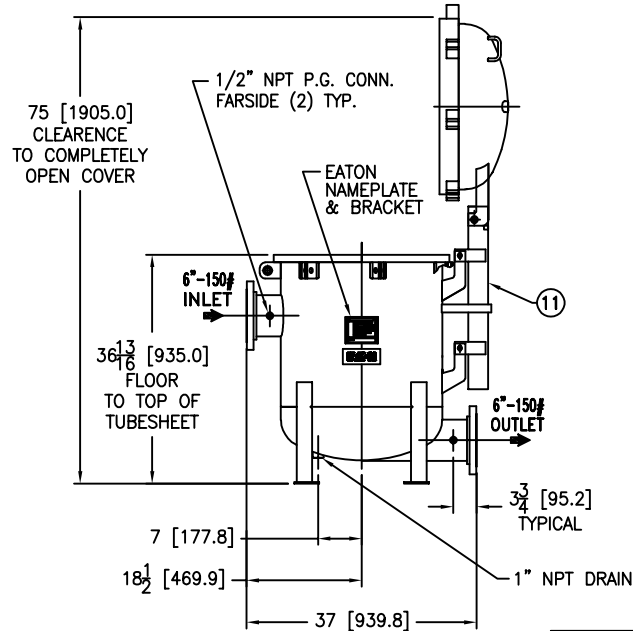 75 [1905.0]
CLEARENCE
TO COMPLETELY
OPEN COVER
1/2" NPT P.G. CONN.
FARSIDE (2) TYP.
EATON
NAMEPLATE
& BRACKET
6"-150#
INLET
11
36 13/16 [935.0]
FLOOR
TO TOP OF
TUBESHEET
6"-150#
OUTLET
3 3/4 [95.2]
TYPICAL
7 [177.8]
18 1/2 [469.9]
1" NPT DRAIN
37 [939.8]